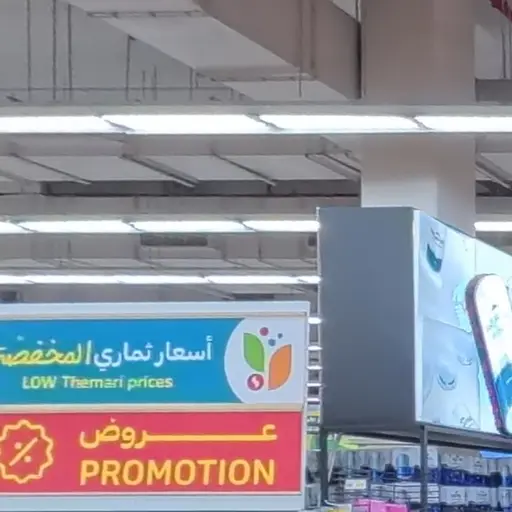 أسعار ثماري المخفضة
LOW Themari prices
عروض
PROMOTION